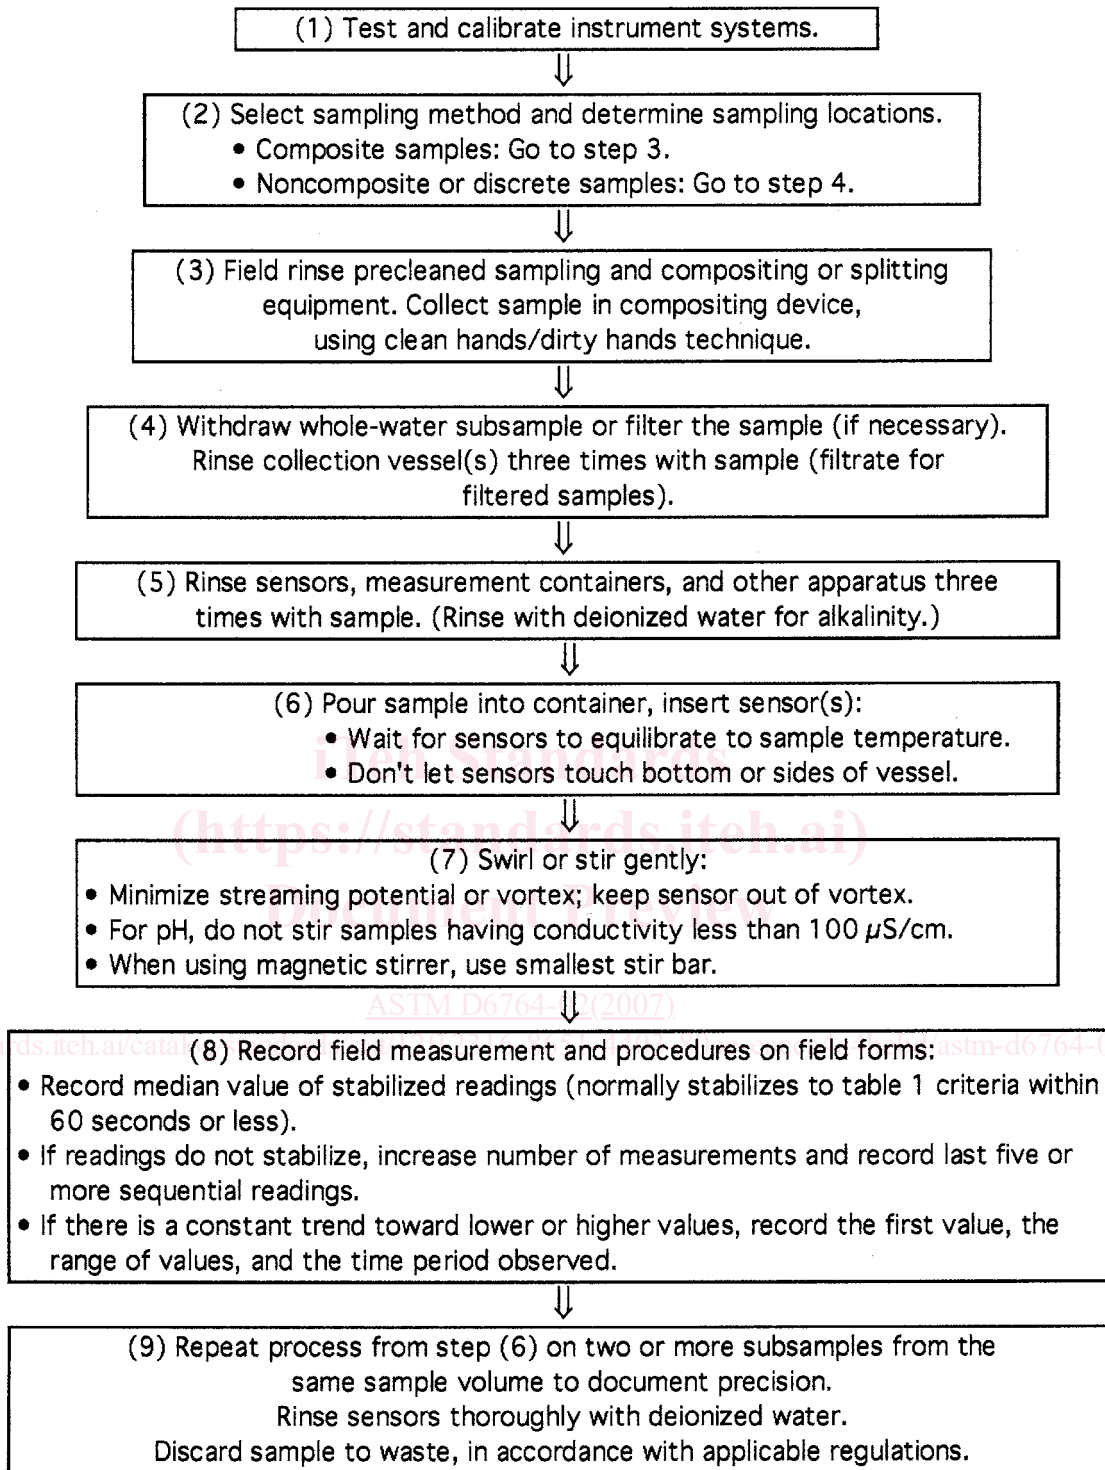 (1) Test and calibrate instrument systems.
(2) Select sampling method and determine sampling locations.
• Composite samples: Go to step 3.
• Noncomposite or discrete samples: Go to step 4.
(3) Field rinse precleaned sampling and compositing or splitting
equipment. Collect sample in compositing device,
using clean hands/dirty hands technique.
(4) Withdraw whole-water subsample or filter the sample (if necessary).
Rinse collection vessel(s) three times with sample (filtrate for
filtered samples).
(5) Rinse sensors, measurement containers, and other apparatus three
times with sample. (Rinse with deionized water for alkalinity.)
(6) Pour sample into container, insert sensor(s):
• Wait for sensors to equilibrate to sample temperature.
iTeh Standards
• Don't let sensors touch bottom or sides of vessel.
(https://standards.iteh.ai)
(7) Swirl or stir gently:
• Minimize streaming potential or vortex; keep sensor out of vortex.
Document Preview
• For pH, do not stir samples having conductivity less than 100 µS/cm.
• When using magnetic stirrer, use smallest stir bar.
ASTM D6764-02(2007)
(8) Record field measurement and procedures on field forms:
• Record median value of stabilized readings (normally stabilizes to table 1 criteria within
60 seconds or less).
• If readings do not stabilize, increase number of measurements and record last five or
more sequential readings.
• If there is a constant trend toward lower or higher values, record the first value, the
range of values, and the time period observed.
(9) Repeat process from step (6) on two or more subsamples from the
same sample volume to document precision.
Rinse sensors thoroughly with deionized water.
Discard sample to waste, in accordance with applicable regulations.